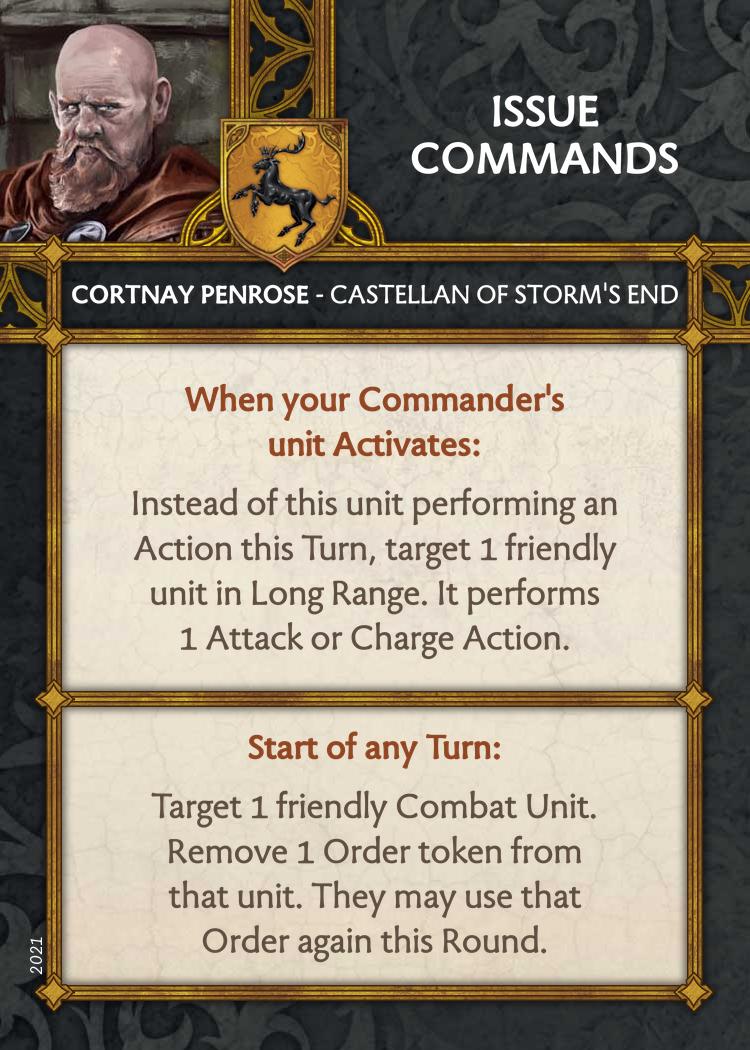 ISSUE
COMMANDS
CORTNAY PENROSE - CASTELLAN OF STORM'S END
When your Commander's
unit Activates:
Instead of this unit performing an
Action this Turn, target 1 friendly
unit in Long Range. It performs
1 Attack or Charge Action.
Start of any Turn:
Target 1 friendly Combat Unit.
Remove 1 Order token from
that unit. They may use that
Order again this Round.
2021